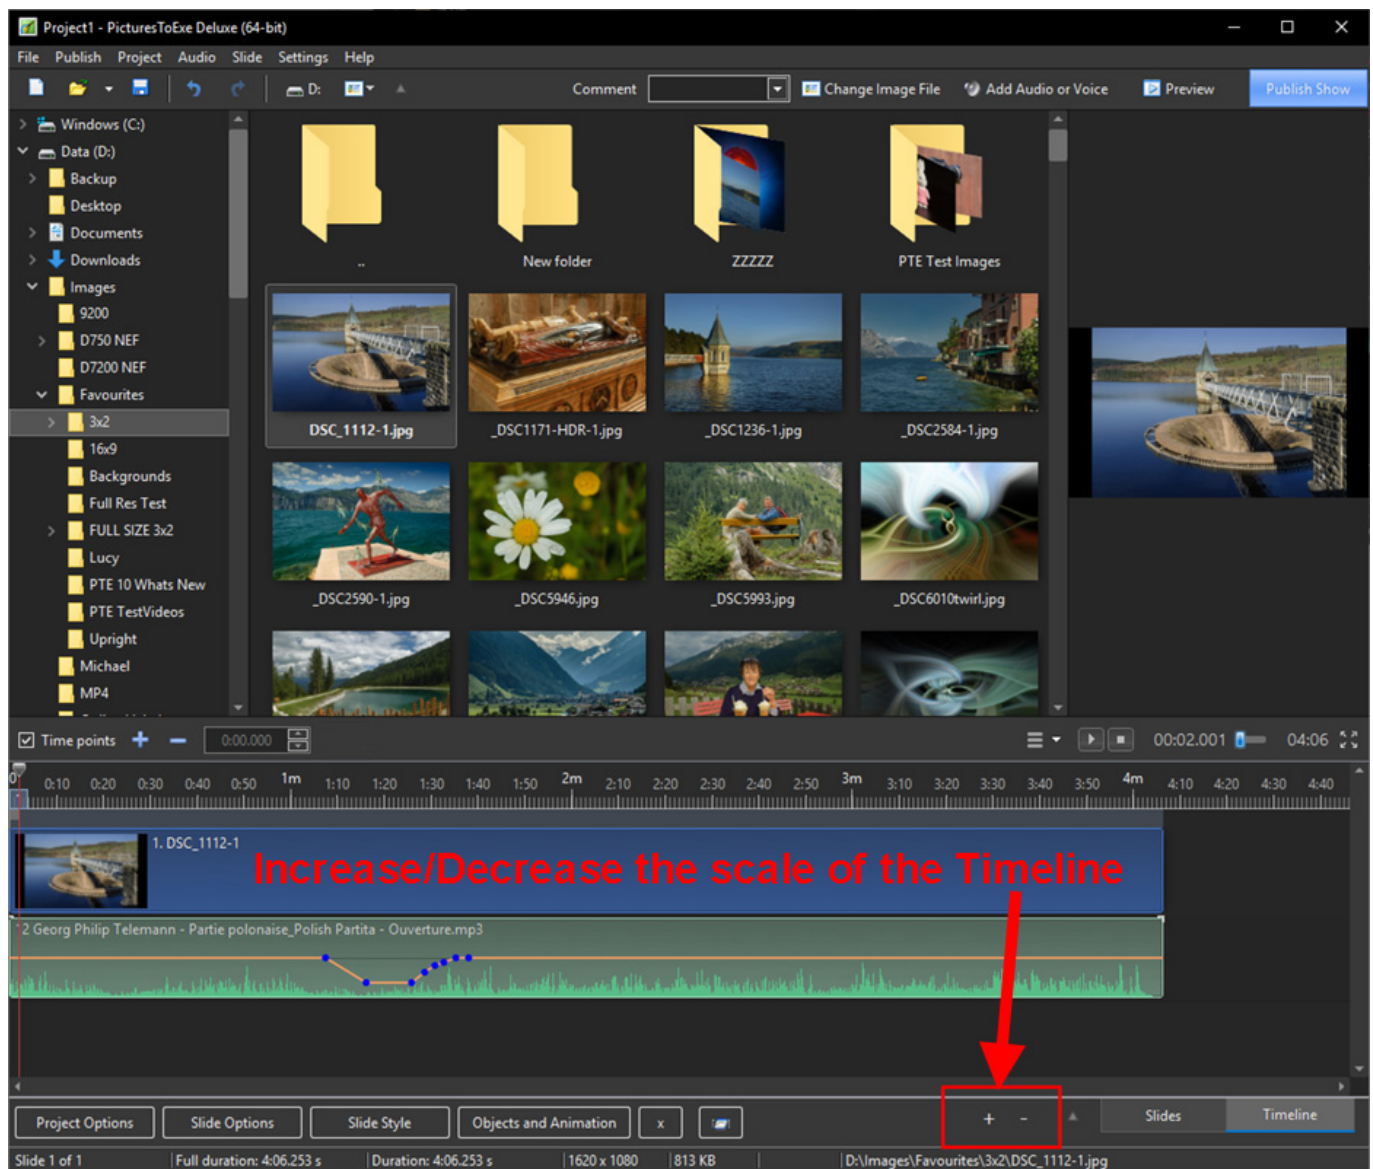 Project1 - PicturesToExe Deluxe (64-bit)
File Publish Project Audio Slide Settings Help
D: Comment Change Image File Add Audio or Voice Preview Publish Show
Windows (C:)
Data (D:)
Backup
Desktop
Documents
Downloads
Images
9200
D750 NEF
D7200 NEF
Favourites
3x2
16x9
Backgrounds
Full Res Test
FULL SIZE 3x2
Lucy
PTE 10 Whats New
PTE TestVideos
Upright
Michael
MP4
.. New folder ZZZZZ PTE Test Images
DSC_1112-1.jpg _DSC1171-HDR-1.jpg _DSC1236-1.jpg _DSC2584-1.jpg
_DSC2590-1.jpg _DSC5946.jpg _DSC5993.jpg _DSC6010twirl.jpg
Time points 0:00.000 00:02.001 04:06
0 0:10 0:20 0:30 0:40 0:50 1m 1:10 1:20 1:30 1:40 1:50 2m 2:10 2:20 2:30 2:40 2:50 3m 3:10 3:20 3:30 3:40 3:50 4m 4:10 4:20 4:30 4:40
1. DSC_1112-1
Increase/Decrease the scale of the Timeline
2 Georg Philip Telemann - Partie polonaise_Polish Partita - Ouverture.mp3
Project Options Slide Options Slide Style Objects and Animation x + - Slides Timeline
Slide 1 of 1 Full duration: 4:06.253 s Duration: 4:06.253 s 1620 x 1080 813 KB D:\Images\Favourites\3x2\DSC_1112-1.jpg